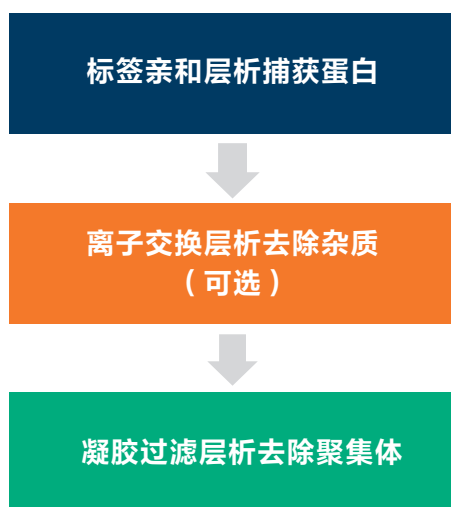 标签亲和层析捕获蛋白
离子交换层析去除杂质
（可选）
凝胶过滤层析去除聚集体